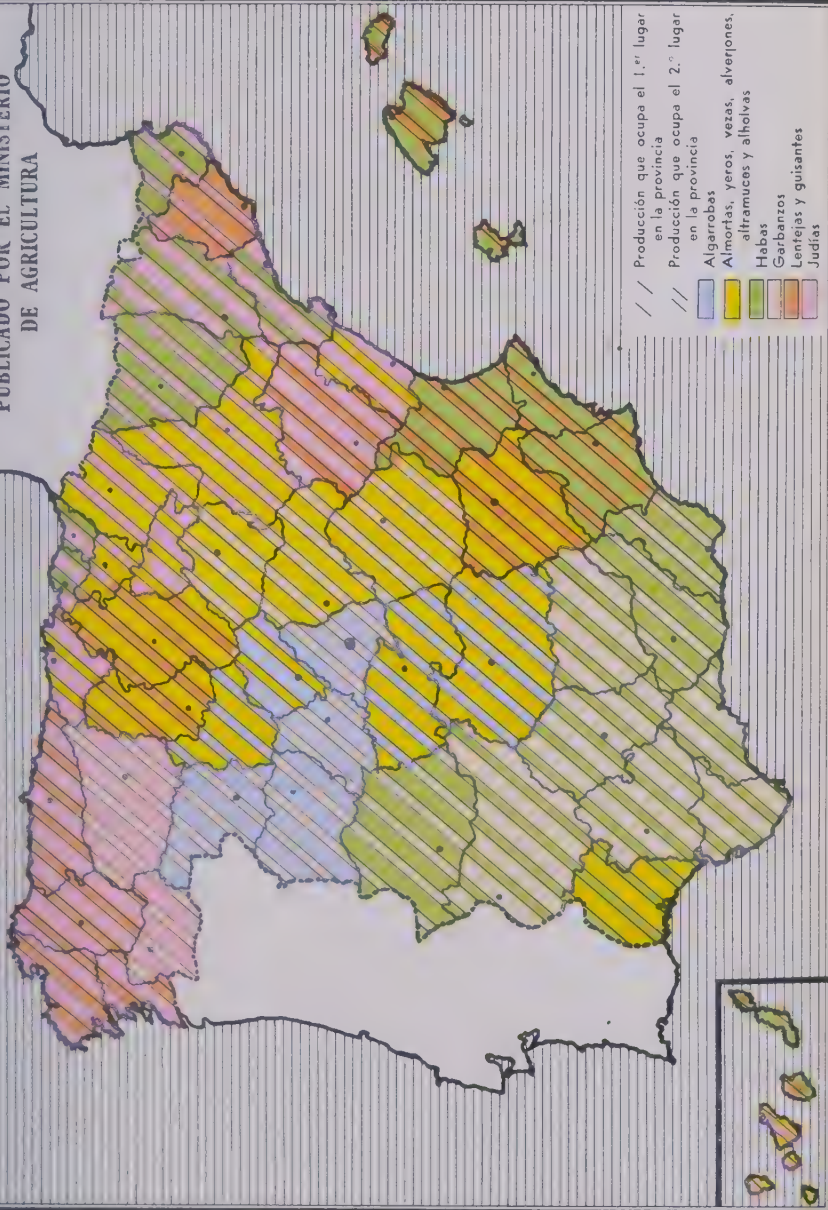 PUBLICADO POR EL MINISTERIO
DE AGRICULTURA
/ / Producción que ocupa el 1.er lugar
en la provincia
// Producción que ocupa el 2.º lugar
en la provincia
Algarrobas
Almortas, yeros, vezas, alverjones,
altramuces y alholvas
Habas
Garbanzos
Lentejas y guisantes
Judías